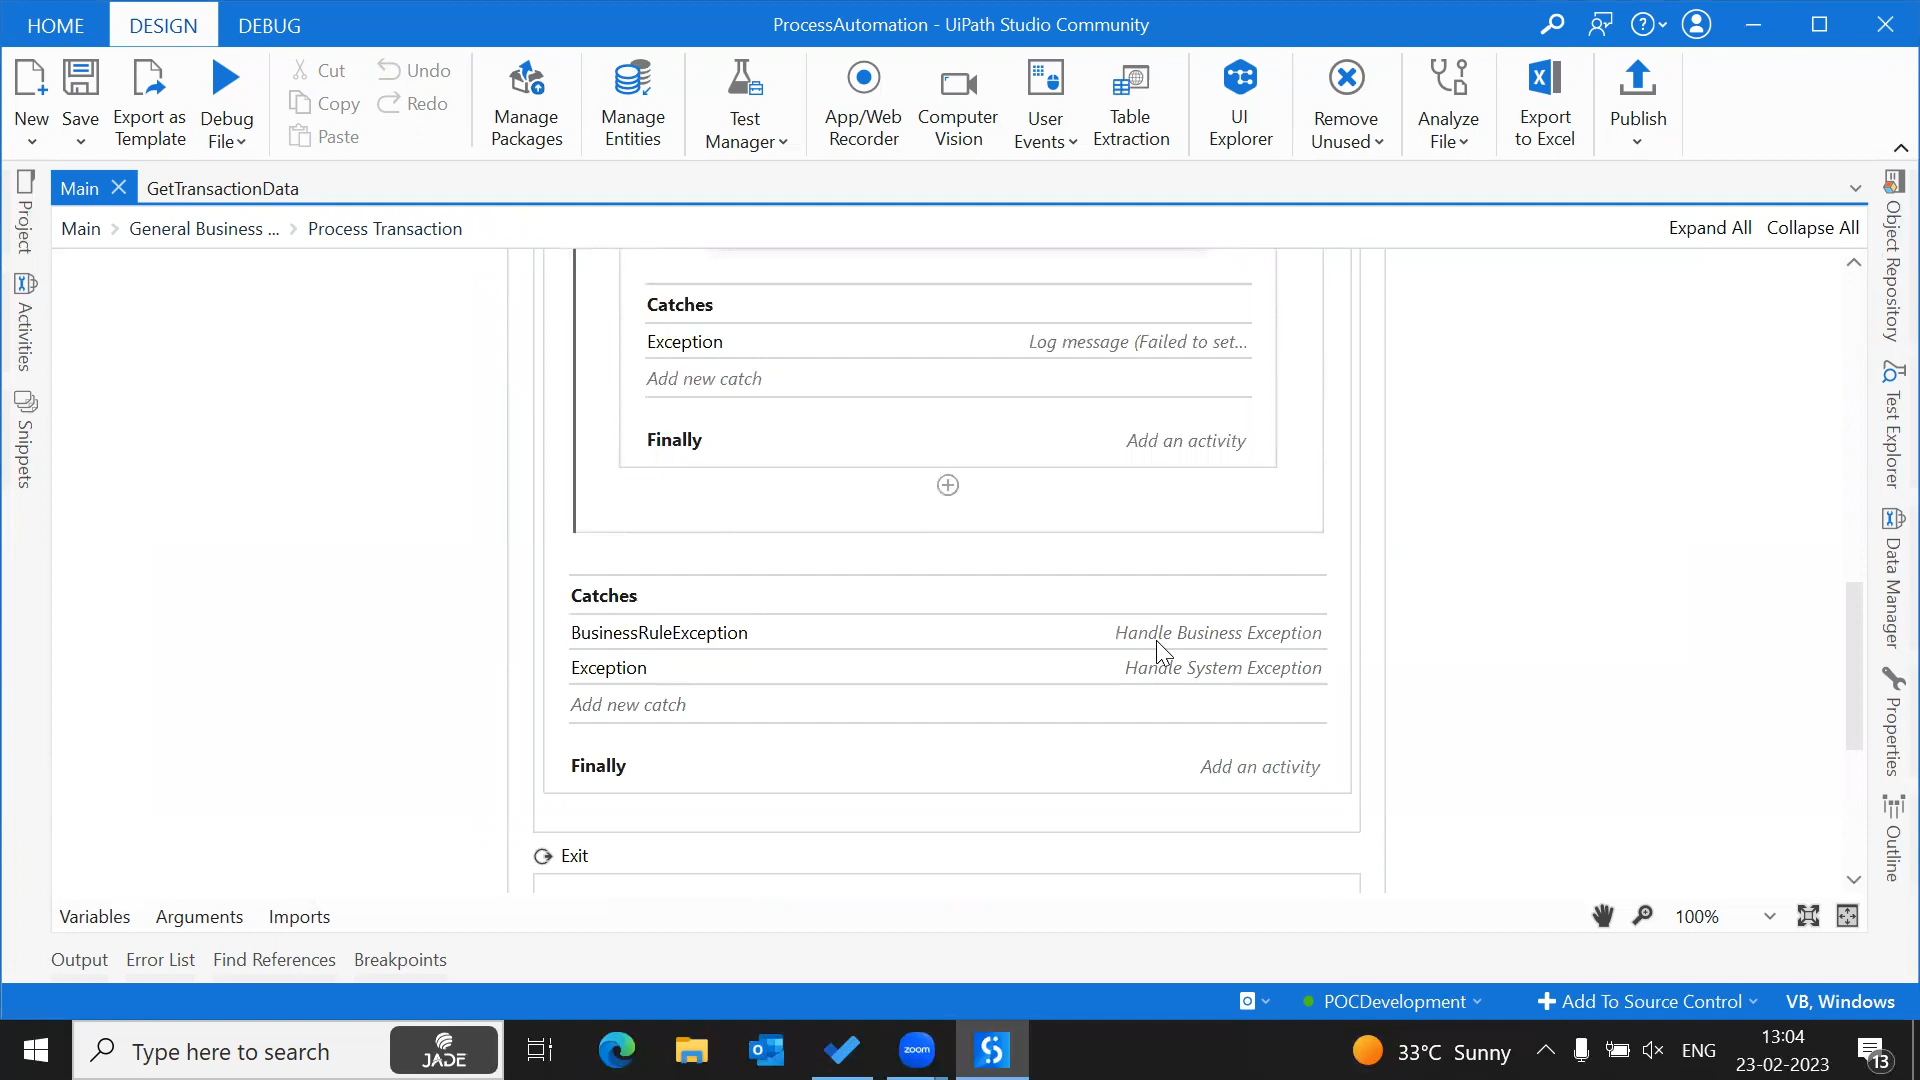 HOME DESIGN DEBUG ProcessAutomation - UiPath Studio Community
New Save Export as Template Debug File Cut Copy Paste Undo Redo Manage Packages Manage Entities Test Manager App/Web Recorder Computer Vision User Events Table Extraction UI Explorer Remove Unused Analyze File Export to Excel Publish
Main GetTransactionData
Main General Business ... Process Transaction Expand All Collapse All
Project
Activities
Snippets
Catches
Exception Log message (Failed to set...
Add new catch
Finally Add an activity
Catches
BusinessRuleException Handle Business Exception
Exception Handle System Exception
Add new catch
Finally Add an activity
Exit
Object Repository
Test Explorer
Data Manager
Properties
Outline
Variables Arguments Imports 100%
Output Error List Find References Breakpoints
POCDevelopment Add To Source Control VB, Windows
Type here to search JADE zoom 33°C Sunny ENG 13:04
23-02-2023 13